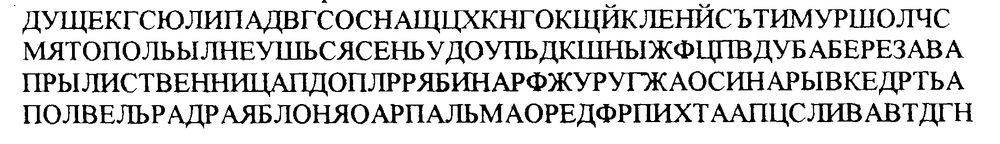 ДУЩЕКГСЮЛИПАДВГСОСНАЩЦХКНГОКЩЙКЛЕНЙСЪТИМУРШОЛЧС
МЯТОПОЛЬЫЛНЕУШЬСЯСЕНЬУДОУПЬДКШНЫЖФЦПВДУБАБЕРЕЗАВА
ПРЫЛИСТВЕННИЦАПДОПЛРРЯБИНАРФЖУРУГЖАОСИНАРЫВКЕДРТЬА
ПОЛВЕЛЬРАДРАЯБЛОНЯОАРПАЛЬМАОРЕДФРПИХТААПЦСЛИВАВТДГН